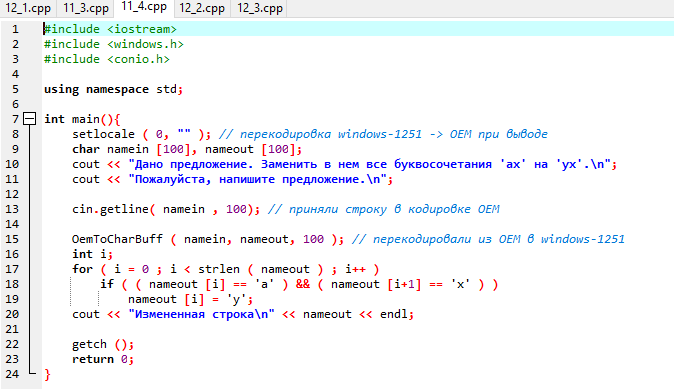 12_1.cpp 11_3.cpp 11_4.cpp 12_2.cpp 12_3.cpp
1 #include <iostream>
2 #include <windows.h>
3 #include <conio.h>
4
5 using namespace std;
6
7 int main(){
8 setlocale ( 0, "" ); // перекодировка windows-1251 -> OEM при выводе
9 char namein [100], nameout [100];
10 cout << "Дано предложение. Заменить в нем все буквосочетания 'ах' на 'ух'.\n";
11 cout << "Пожалуйста, напишите предложение.\n";
12
13 cin.getline( namein , 100); // приняли строку в кодировке OEM
14
15 OemToCharBuff ( namein, nameout, 100 ); // перекодировали из OEM в windows-1251
16 int i;
17 for ( i = 0 ; i < strlen ( nameout ) ; i++ )
18 if ( ( nameout [i] == 'а' ) && ( nameout [i+1] == 'х' ) )
19 nameout [i] = 'у';
20 cout << "Измененная строка\n" << nameout << endl;
21
22 getch ();
23 return 0;
24 }